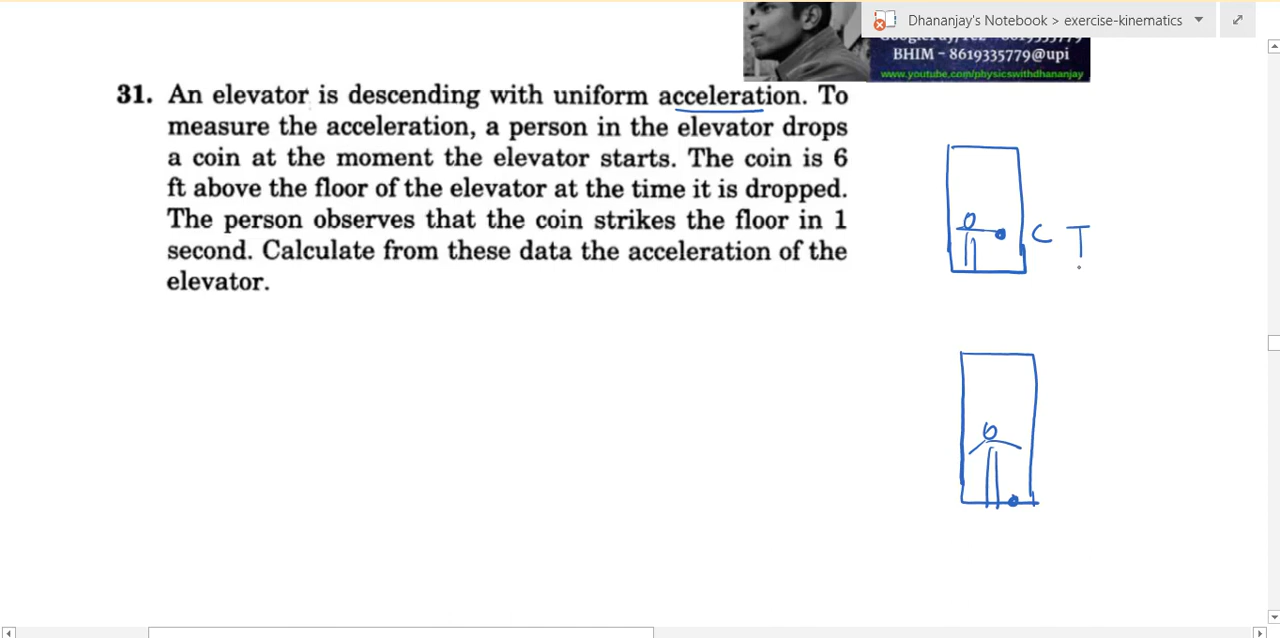 Dhananjay's Notebook > exercise-kinematics
BHIM - 8619335779@upi
www.youtube.com/physicswithdhananjay
31. An elevator is descending with uniform acceleration. To
measure the acceleration, a person in the elevator drops
a coin at the moment the elevator starts. The coin is 6
ft above the floor of the elevator at the time it is dropped.
The person observes that the coin strikes the floor in 1
second. Calculate from these data the acceleration of the
elevator.
C T